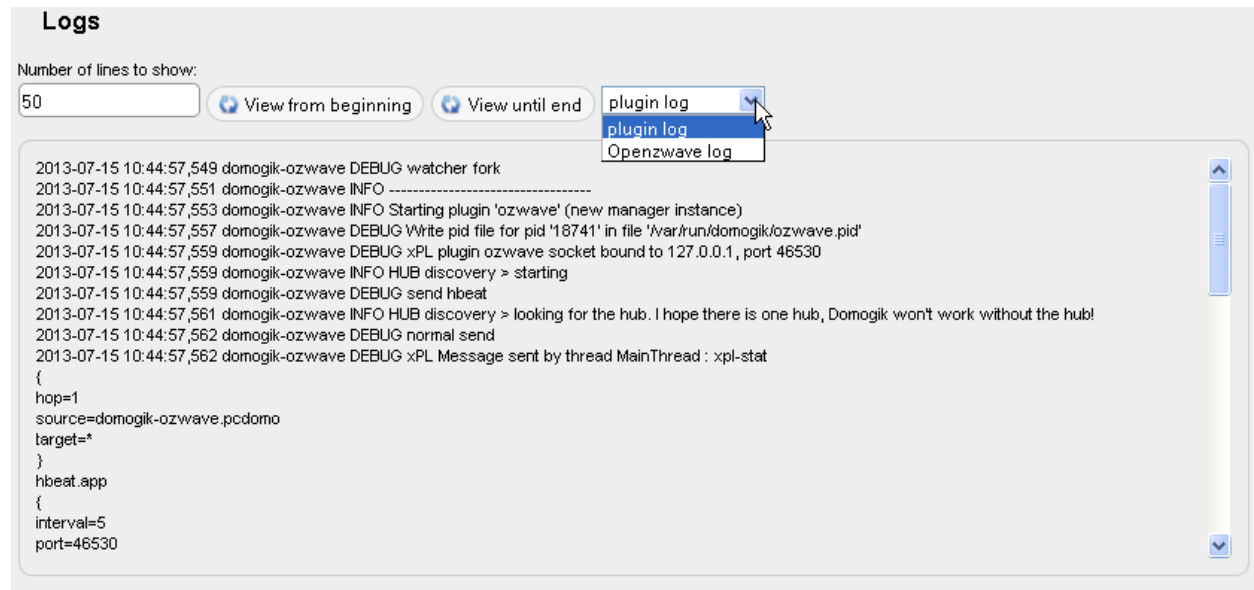 Logs
Number of lines to show:
50 View from beginning View until end plugin log
plugin log
Openzwave log
2013-07-15 10:44:57,549 domogik-ozwave DEBUG watcher fork
2013-07-15 10:44:57,551 domogik-ozwave INFO ----------------------------------
2013-07-15 10:44:57,553 domogik-ozwave INFO Starting plugin 'ozwave' (new manager instance)
2013-07-15 10:44:57,557 domogik-ozwave DEBUG Write pid file for pid '18741' in file '/var/run/domogik/ozwave.pid'
2013-07-15 10:44:57,559 domogik-ozwave DEBUG xPL plugin ozwave socket bound to 127.0.0.1, port 46530
2013-07-15 10:44:57,559 domogik-ozwave INFO HUB discovery > starting
2013-07-15 10:44:57,559 domogik-ozwave DEBUG send hbeat
2013-07-15 10:44:57,561 domogik-ozwave INFO HUB discovery > looking for the hub. I hope there is one hub, Domogik won't work without the hub!
2013-07-15 10:44:57,562 domogik-ozwave DEBUG normal send
2013-07-15 10:44:57,562 domogik-ozwave DEBUG xPL Message sent by thread MainThread : xpl-stat
{
hop=1
source=domogik-ozwave.pcdomo
target=*
}
hbeat.app
{
interval=5
port=46530